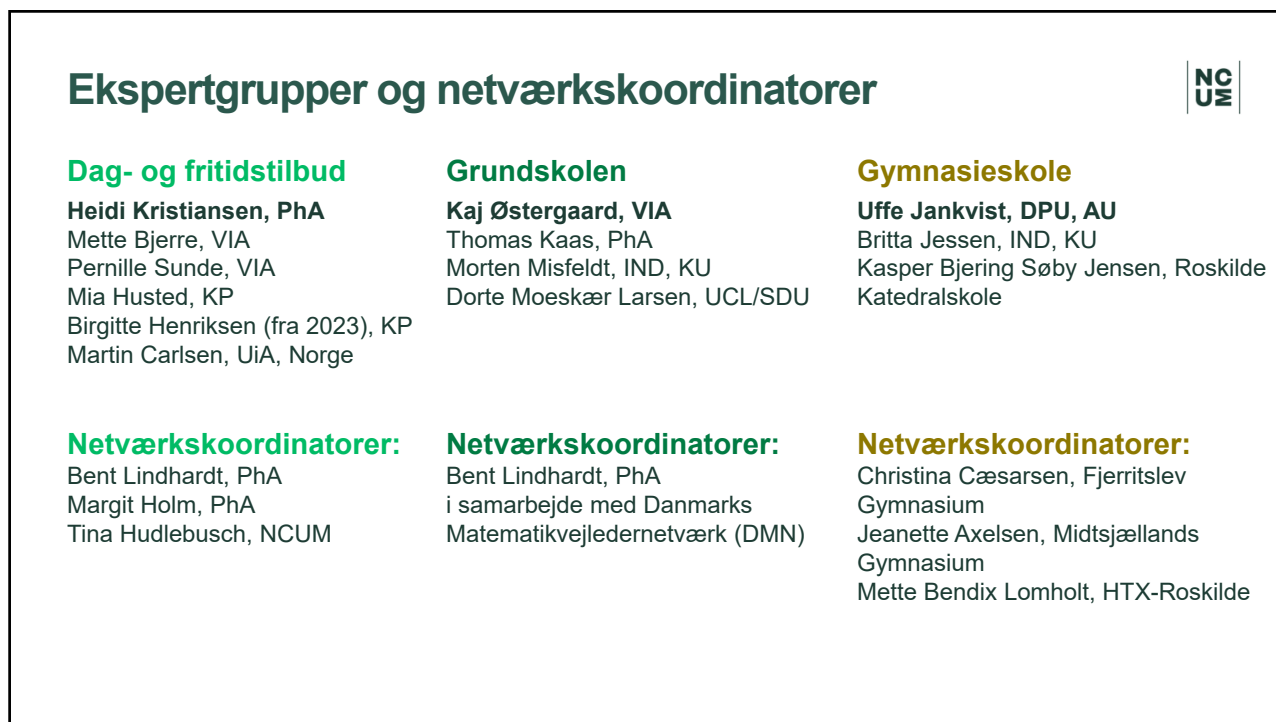 Ekspertgrupper og netværkskoordinatorer
NC
UM
Dag- og fritidstilbud
Heidi Kristiansen, PhA
Mette Bjerre, VIA
Pernille Sunde, VIA
Mia Husted, KP
Birgitte Henriksen (fra 2023), KP
Martin Carlsen, UiA, Norge
Grundskolen
Kaj Østergaard, VIA
Thomas Kaas, PhA
Morten Misfeldt, IND, KU
Dorte Moeskær Larsen, UCL/SDU
Gymnasieskole
Uffe Jankvist, DPU, AU
Britta Jessen, IND, KU
Kasper Bjering Søby Jensen, Roskilde
Katedralskole
Netværkskoordinatorer:
Bent Lindhardt, PhA
Margit Holm, PhA
Tina Hudlebusch, NCUM
Netværkskoordinatorer:
Bent Lindhardt, PhA
i samarbejde med Danmarks
Matematikvejledernetværk (DMN)
Netværkskoordinatorer:
Christina Cæsarsen, Fjerritslev
Gymnasium
Jeanette Axelsen, Midtsjællands
Gymnasium
Mette Bendix Lomholt, HTX-Roskilde